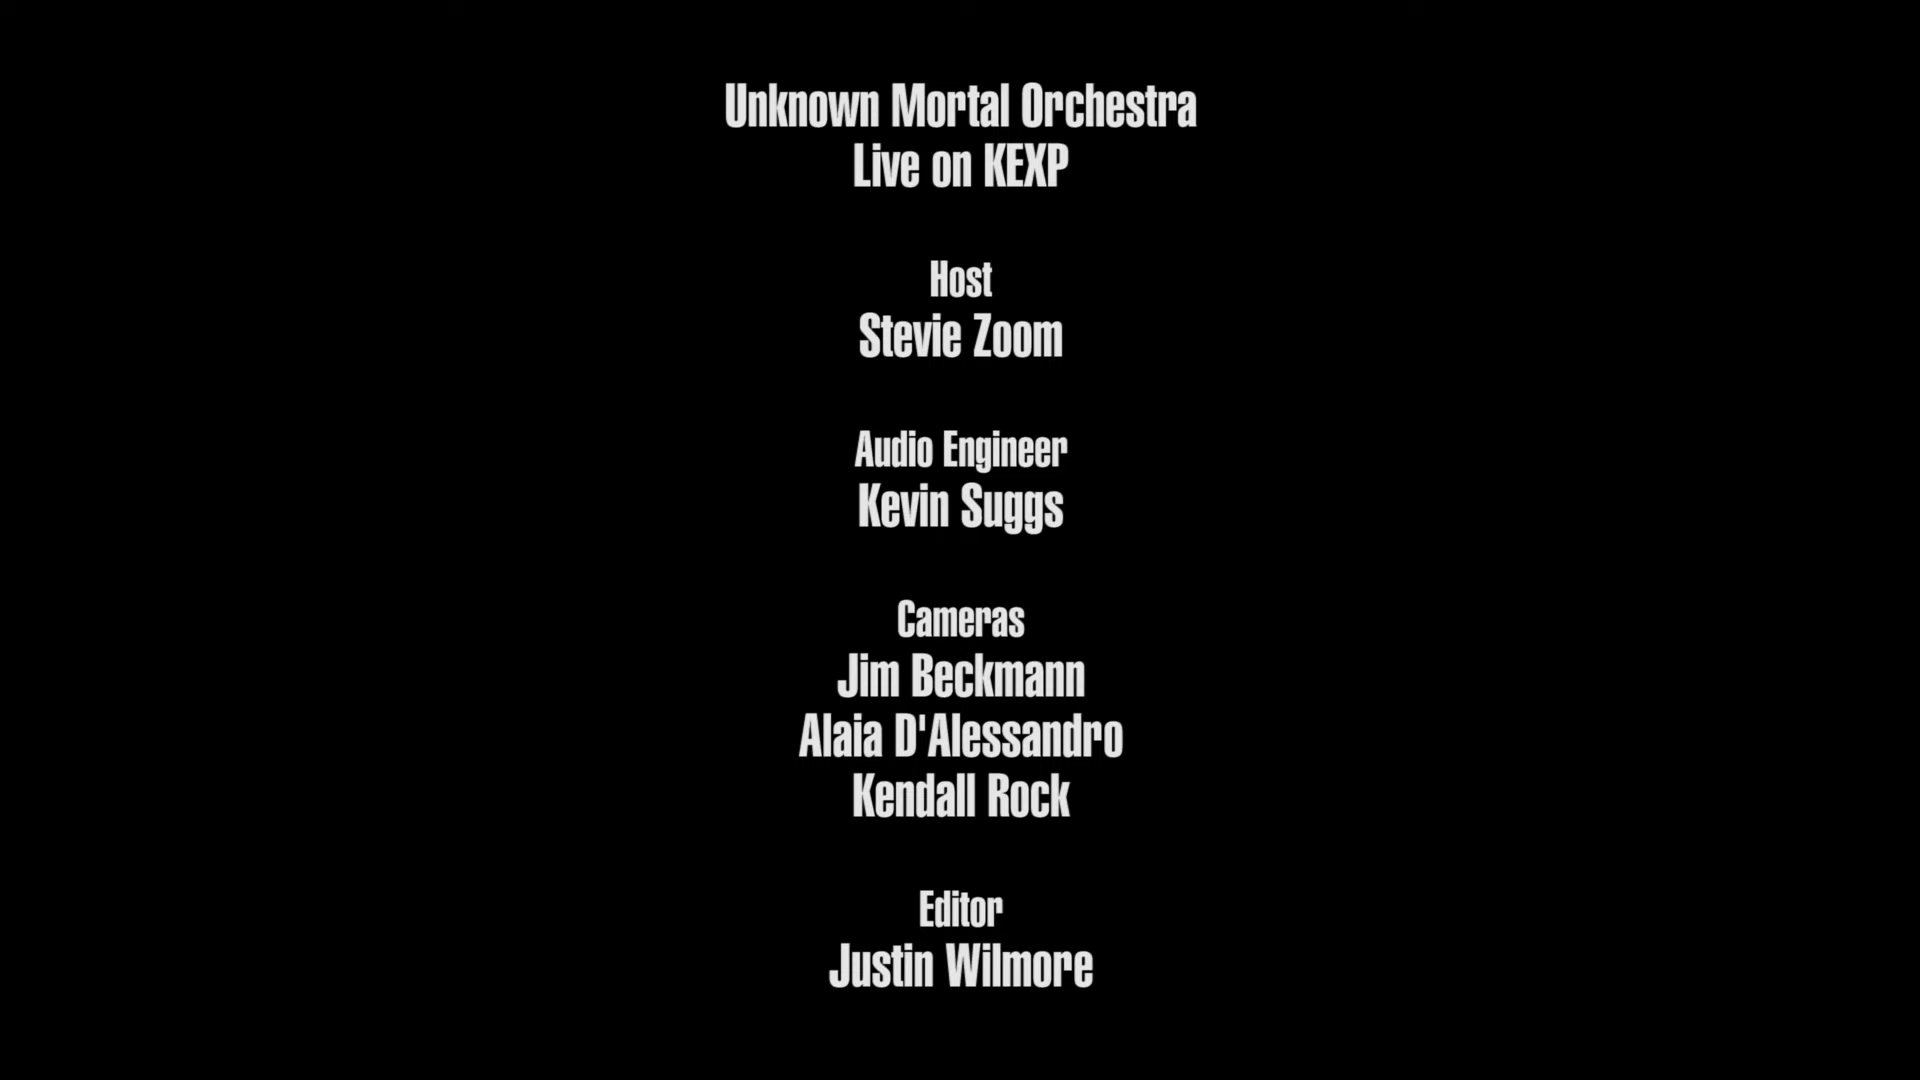 Unknown Mortal Orchestra
Live on KEXP
Host
Stevie Zoom
Audio Engineer
Kevin Suggs
Cameras
Jim Beckmann
Alaia D'Alessandro
Kendall Rock
Editor
Justin Wilmore